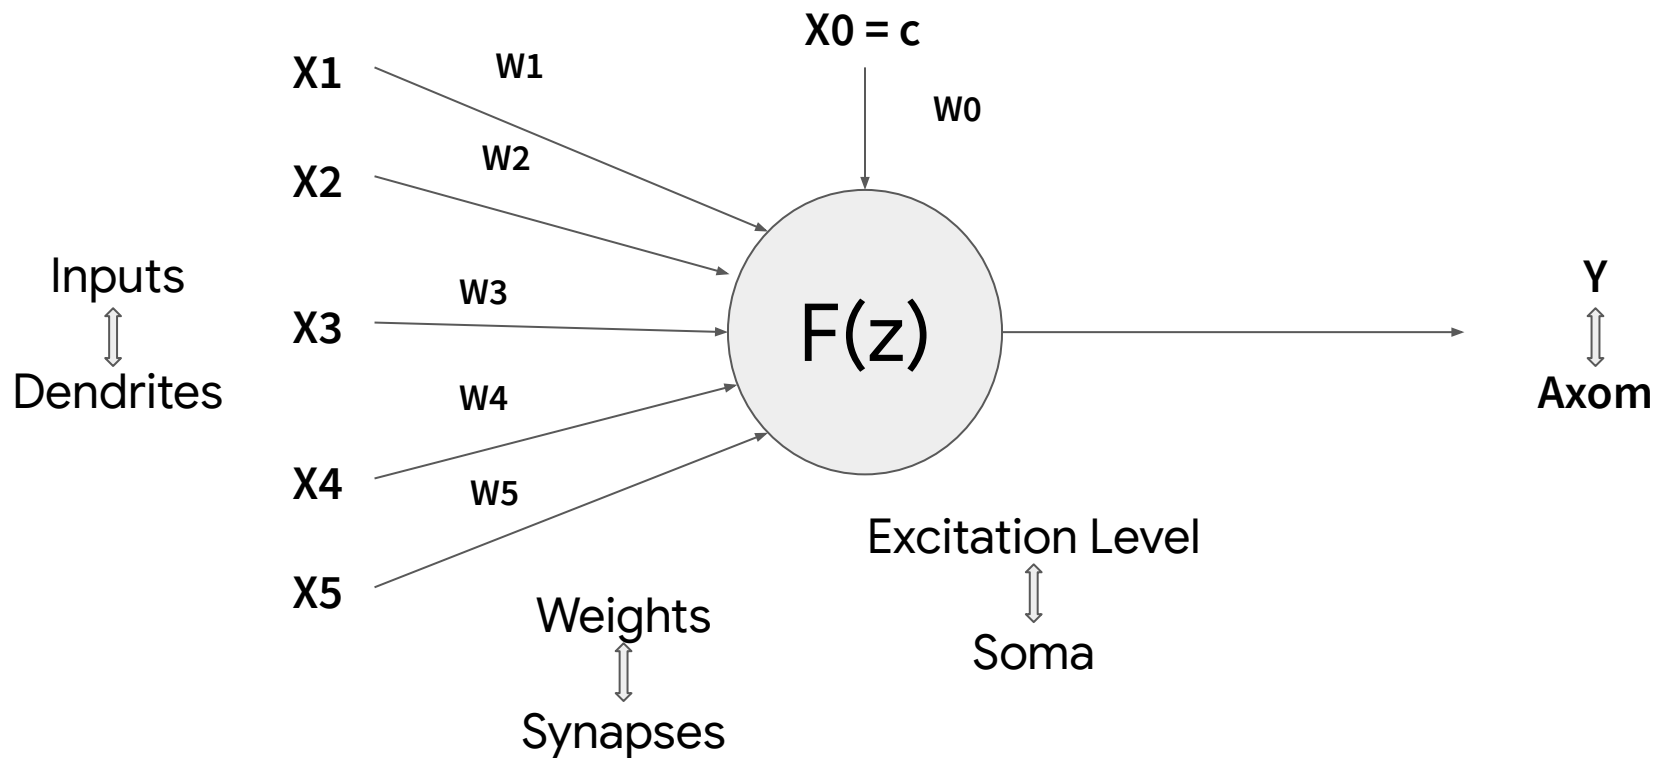 X0 = c
X1
W1
W0
X2
W2
Inputs
Dendrites
X3
W3
F(z)
Y
Axom
X4
W4
X5
W5
Excitation Level
Soma
Weights
Synapses